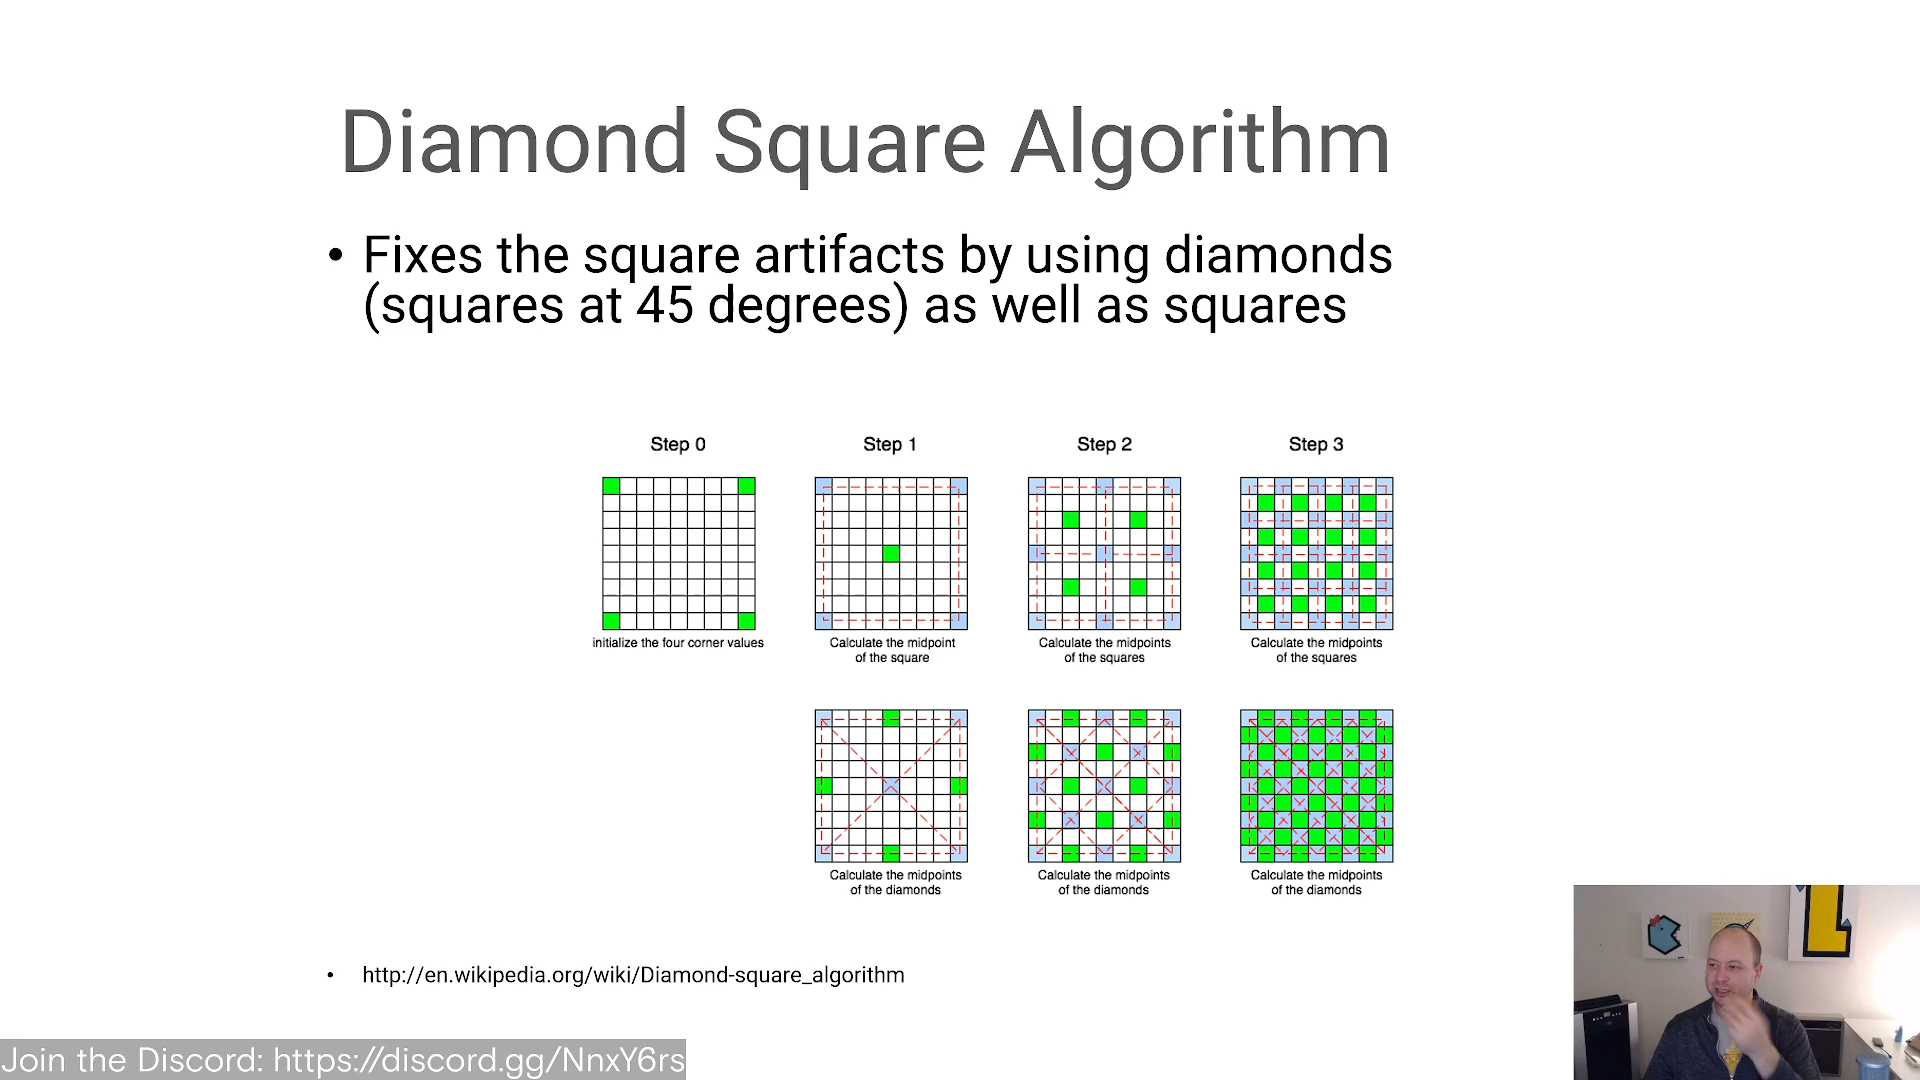 Diamond Square Algorithm
• Fixes the square artifacts by using diamonds
(squares at 45 degrees) as well as squares
Step 0
Step 1
Step 2
Step 3
initialize the four corner values
Calculate the midpoint
of the square
Calculate the midpoints
of the squares
Calculate the midpoints
of the squares
Calculate the midpoints
of the diamonds
Calculate the midpoints
of the diamonds
Calculate the midpoints
of the diamonds
• http://en.wikipedia.org/wiki/Diamond-square_algorithm
Join the Discord: https://discord.gg/NnxY6rs